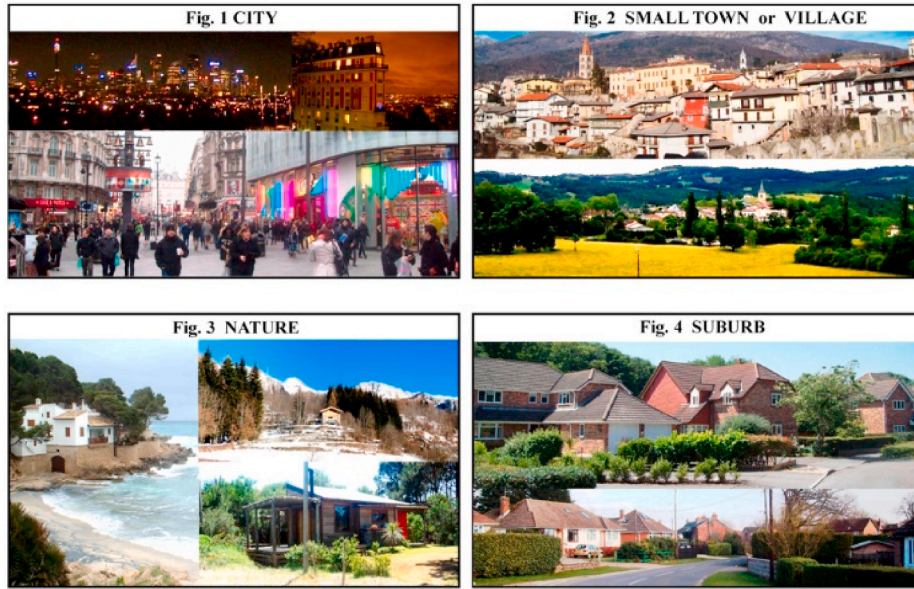 Fig. 1 CITY
Fig. 2 SMALL TOWN or VILLAGE
Fig. 3 NATURE
Fig. 4 SUBURB